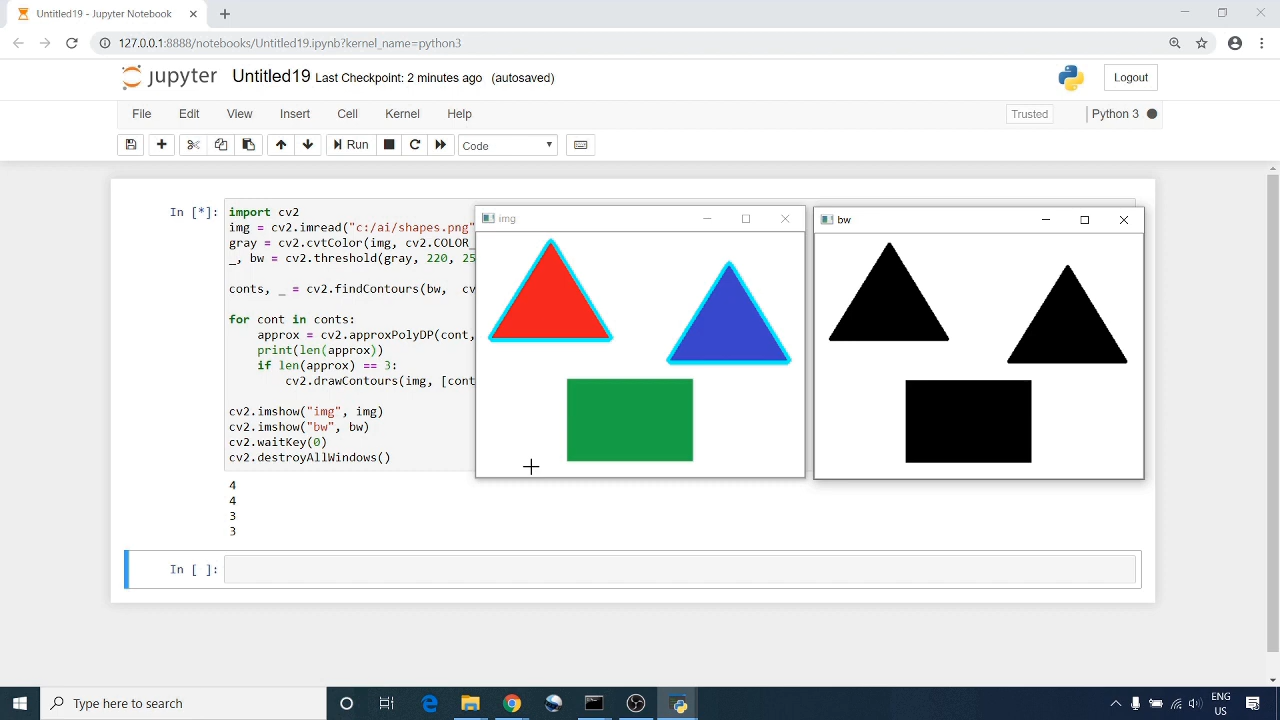 Untitled19 - Jupyter Notebook
127.0.0.1:8888/notebooks/Untitled19.ipynb?kernel_name=python3
jupyter Untitled19 Last Checkpoint: 2 minutes ago (autosaved)
Logout
File Edit View Insert Cell Kernel Help
Trusted
Python 3
Run
Code
In [*]:
import cv2
img = cv2.imread("c:/ai/shapes.png"
gray = cv2.cvtColor(img, cv2.COLOR_
_, bw = cv2.threshold(gray, 220, 25
conts, _ = cv2.findContours(bw, cv
for cont in conts:
approx = cv2.approxPolyDP(cont,
print(len(approx))
if len(approx) == 3:
cv2.drawContours(img, [cont
cv2.imshow("img", img)
cv2.imshow("bw", bw)
cv2.waitKey(0)
cv2.destroyAllWindows()
img
bw
4
4
3
3
In [ ]:
Type here to search
ENG
US